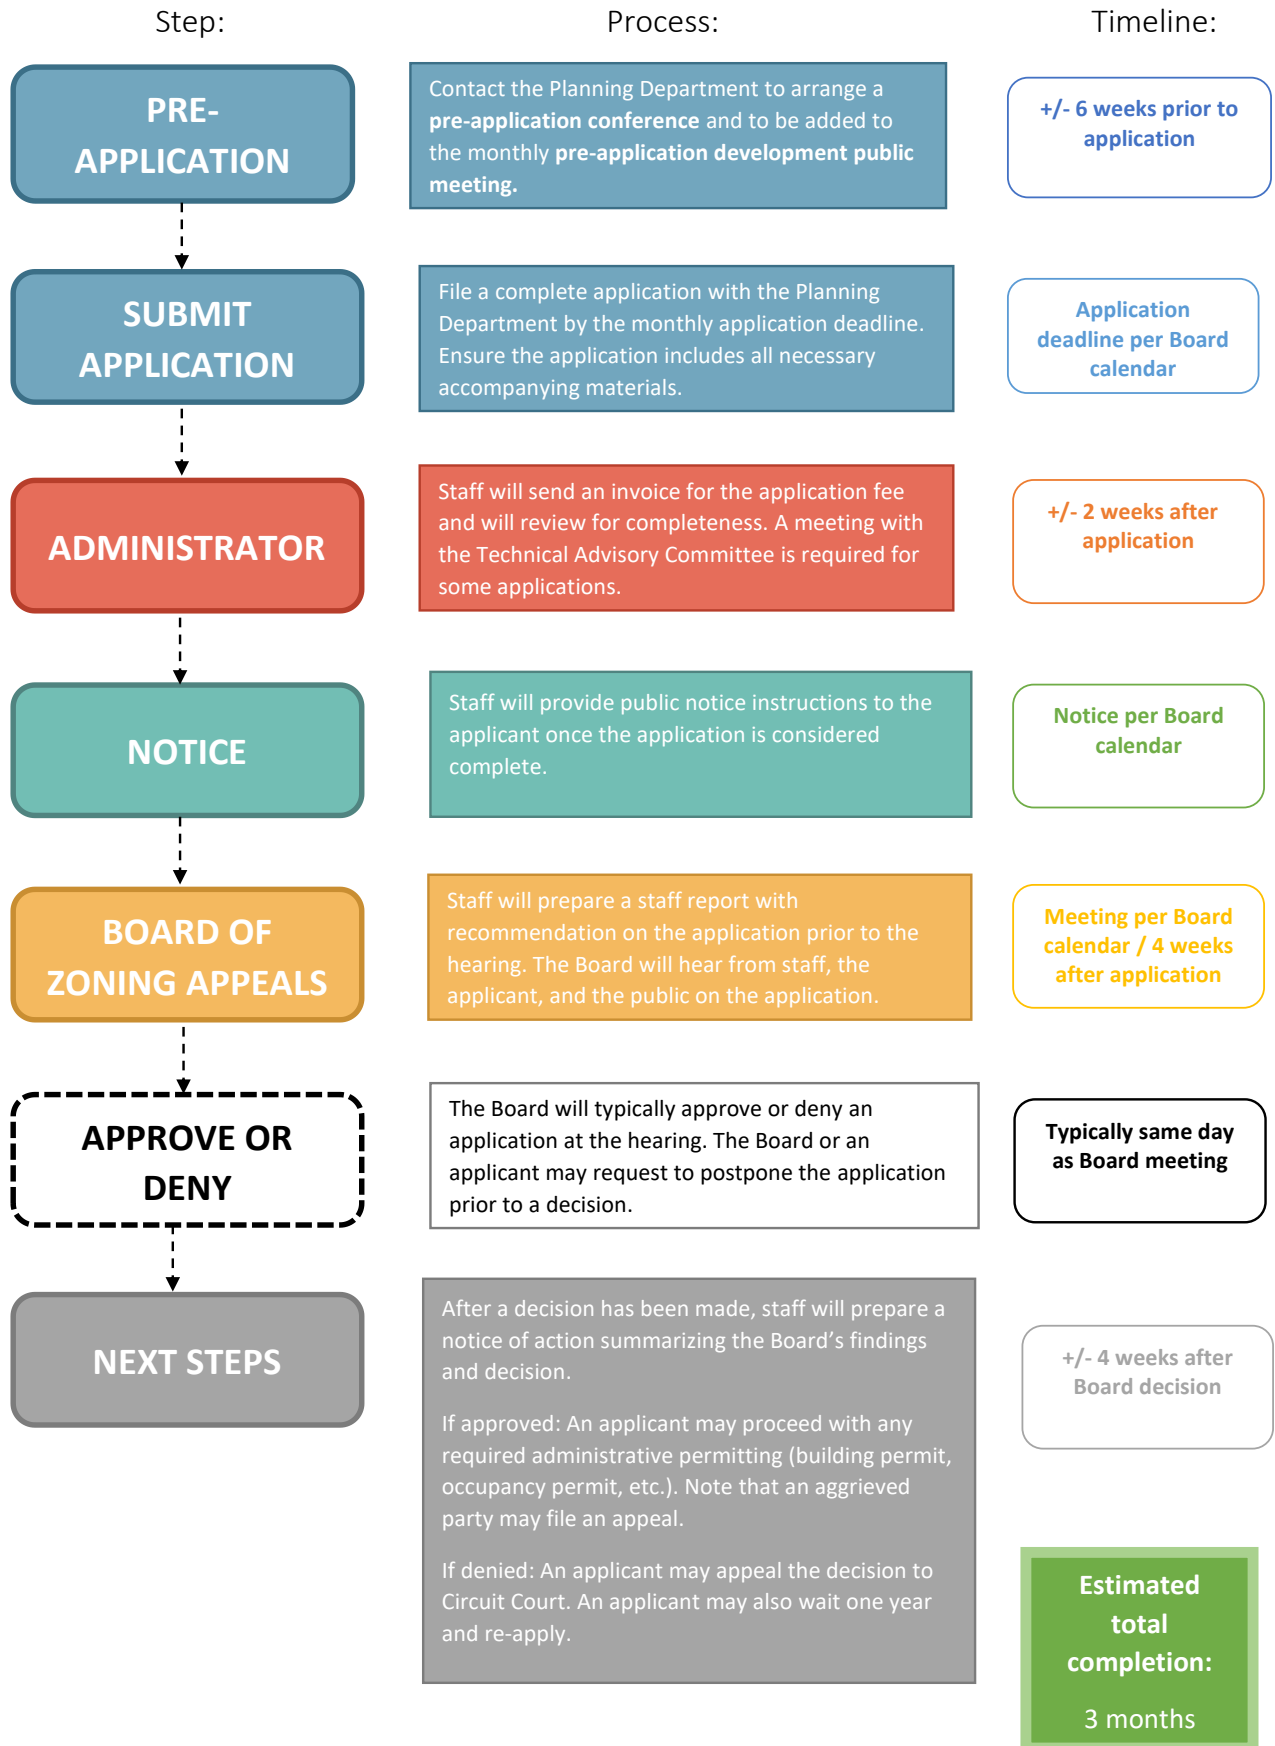 Step:
Process:
Timeline:
PRE-
APPLICATION
Contact the Planning Department to arrange a
pre-application conference and to be added to
the monthly pre-application development public
meeting.
+/- 6 weeks prior to
application
SUBMIT
APPLICATION
File a complete application with the Planning
Department by the monthly application deadline.
Ensure the application includes all necessary
accompanying materials.
Application
deadline per Board
calendar
ADMINISTRATOR
Staff will send an invoice for the application fee
and will review for completeness. A meeting with
the Technical Advisory Committee is required for
some applications.
+/- 2 weeks after
application
NOTICE
Staff will provide public notice instructions to the
applicant once the application is considered
complete.
Notice per Board
calendar
BOARD OF
ZONING APPEALS
Staff will prepare a staff report with
recommendation on the application prior to the
hearing. The Board will hear from staff, the
applicant, and the public on the application.
Meeting per Board
calendar / 4 weeks
after application
APPROVE OR
DENY
The Board will typically approve or deny an
application at the hearing. The Board or an
applicant may request to postpone the application
prior to a decision.
Typically same day
as Board meeting
NEXT STEPS
After a decision has been made, staff will prepare a
notice of action summarizing the Board’s findings
and decision.
If approved: An applicant may proceed with any
required administrative permitting (building permit,
occupancy permit, etc.). Note that an aggrieved
party may file an appeal.
If denied: An applicant may appeal the decision to
Circuit Court. An applicant may also wait one year
and re-apply.
+/- 4 weeks after
Board decision
Estimated
total
completion:
3 months